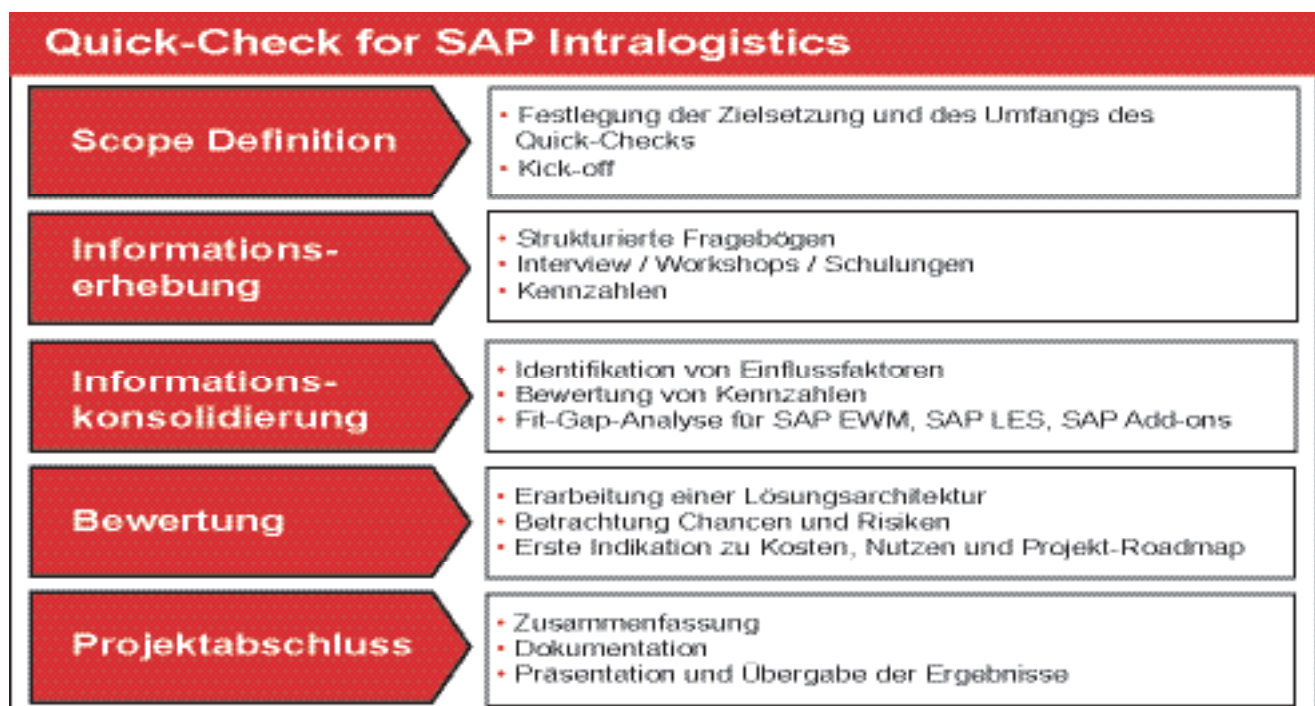 Quick-Check for SAP Intralogistics
Scope Definition
• Festlegung der Zielsetzung und des Umfangs des
Quick-Checks
• Kick-off
Informations-
erhebung
• Strukturierte Fragebögen
• Interview / Workshops / Schulungen
• Kennzahlen
Informations-
konsolidierung
• Identifikation von Einflussfaktoren
• Bewertung von Kennzahlen
• Fit-Gap-Analyse für SAP EWM, SAP LES, SAP Add-ons
Bewertung
• Erarbeitung einer Lösungsarchitektur
• Betrachtung Chancen und Risiken
• Erste Indikation zu Kosten, Nutzen und Projekt-Roadmap
Projektabschluss
• Zusammenfassung
• Dokumentation
• Präsentation und Übergabe der Ergebnisse